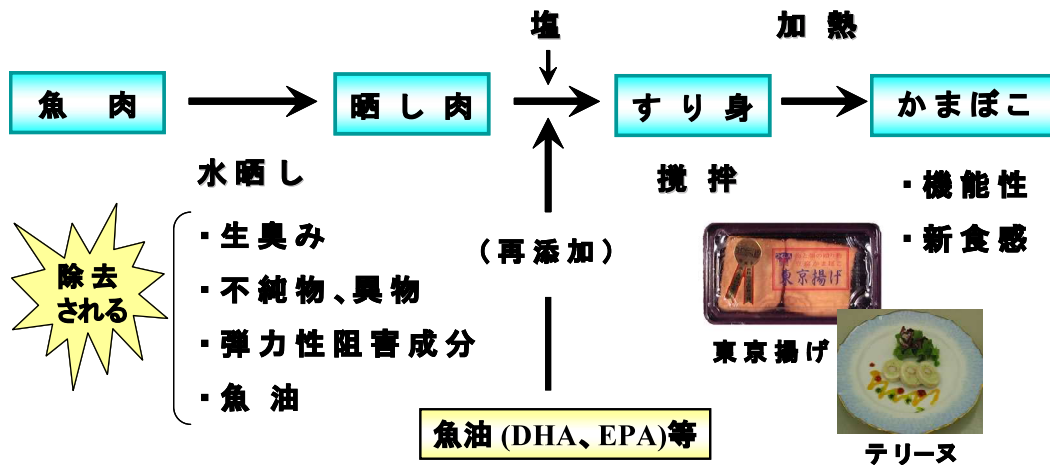 塩
加熱
魚肉
晒し肉
すり身
かまぼこ
水晒し
攪拌
・機能性
・新食感
除去
される
・生臭み
・不純物、異物
・弾力性阻害成分
・魚油
(再添加)
東京揚げ
東京揚げ
魚油(DHA、EPA)等
テリーヌ